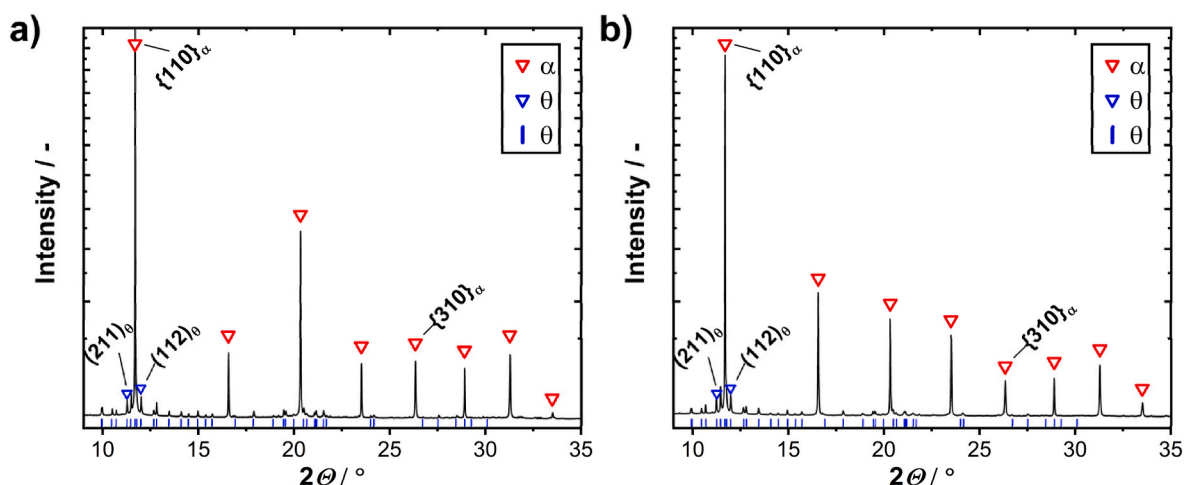 a)
Intensity / -
{110}α
(211)θ
(112)θ
{310}α
α
θ
θ
10 15 20 25 30 35
2Θ / °
b)
Intensity / -
{110}α
(211)θ
(112)θ
{310}α
α
θ
θ
10 15 20 25 30 35
2Θ / °